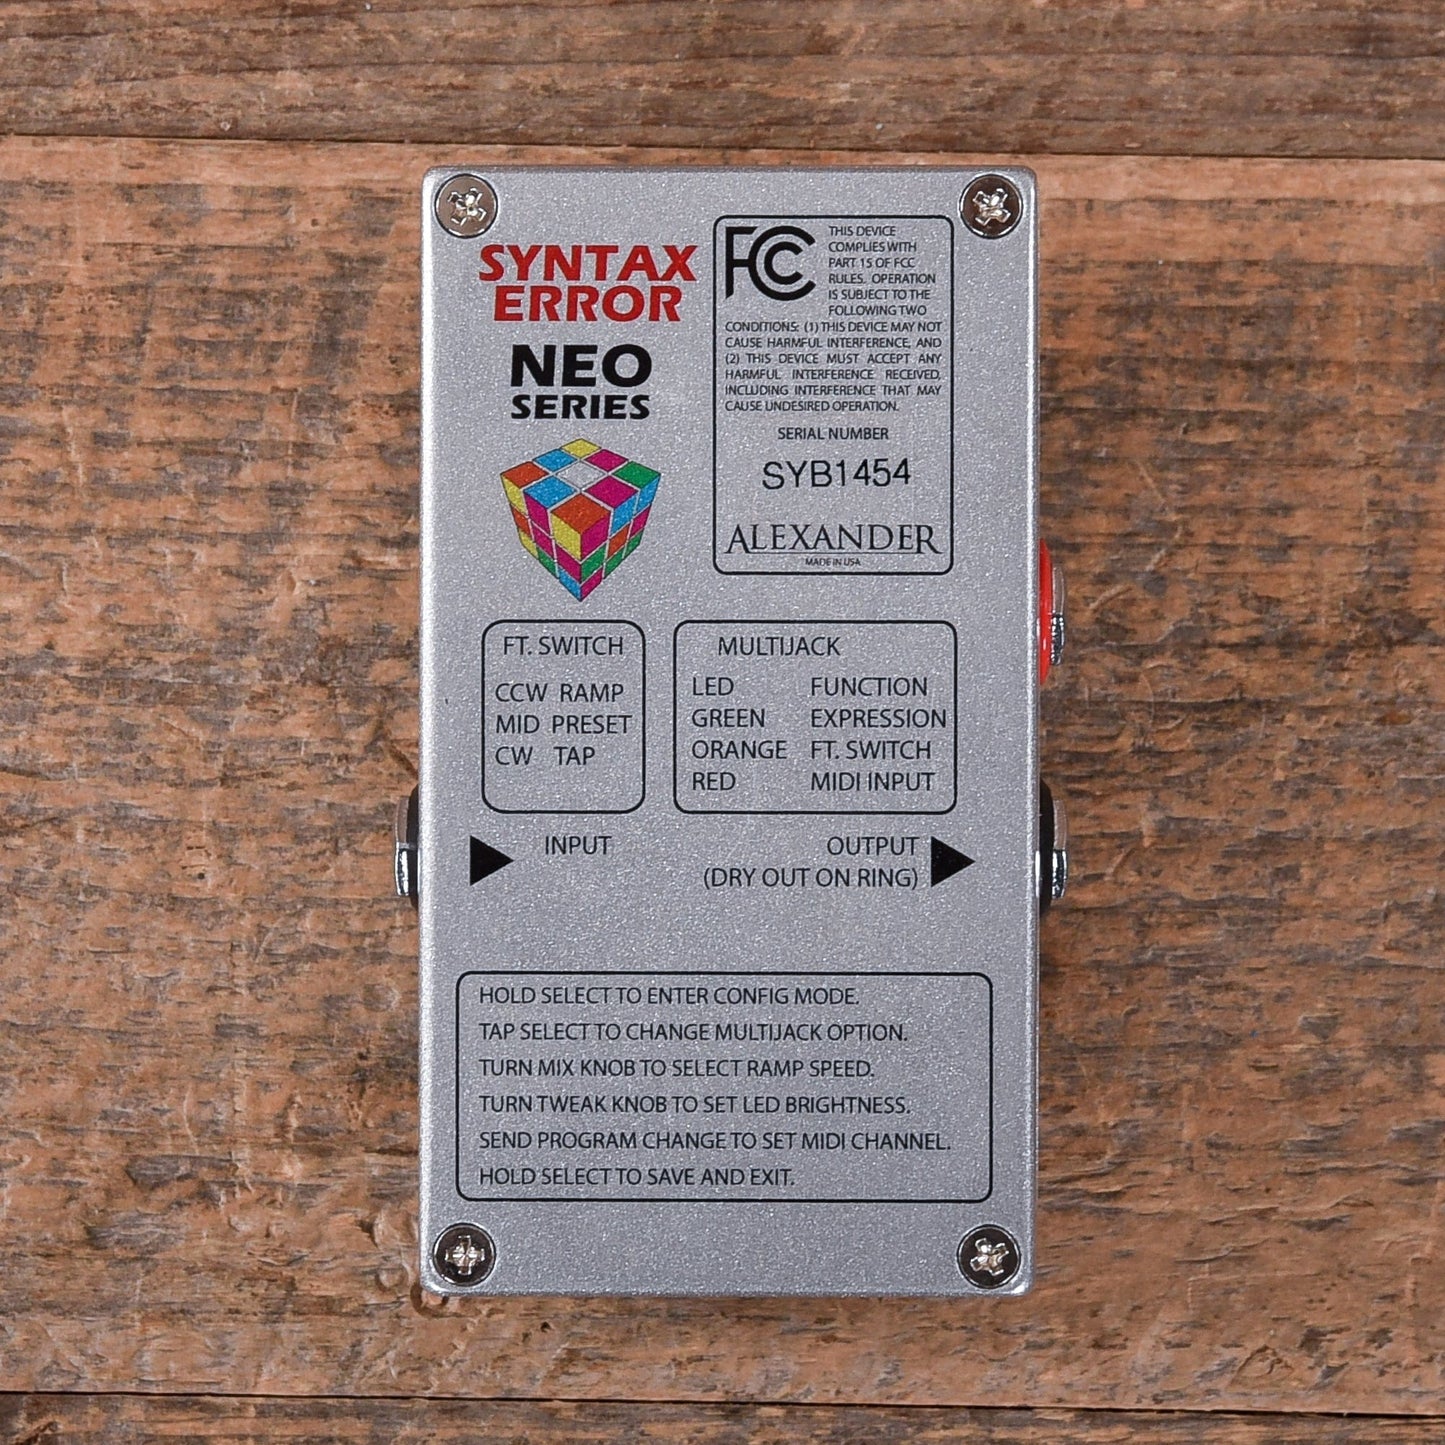 SYNTAX
ERROR
NEO
SERIES
FCC
THIS DEVICE
COMPLIES WITH
PART 15 OF FCC
RULES. OPERATION
IS SUBJECT TO THE
FOLLOWING TWO
CONDITIONS: (1) THIS DEVICE MAY NOT
CAUSE HARMFUL INTERFERENCE, AND
(2) THIS DEVICE MUST ACCEPT ANY
HARMFUL INTERFERENCE RECEIVED,
INCLUDING INTERFERENCE THAT MAY
CAUSE UNDESIRED OPERATION.
SERIAL NUMBER
SYB1454
ALEXANDER
MADE IN USA
FT. SWITCH
CCW RAMP
MID PRESET
CW TAP
MULTIJACK
LED FUNCTION
GREEN EXPRESSION
ORANGE FT. SWITCH
RED MIDI INPUT
INPUT
OUTPUT
(DRY OUT ON RING)
HOLD SELECT TO ENTER CONFIG MODE.
TAP SELECT TO CHANGE MULTIJACK OPTION.
TURN MIX KNOB TO SELECT RAMP SPEED.
TURN TWEAK KNOB TO SET LED BRIGHTNESS.
SEND PROGRAM CHANGE TO SET MIDI CHANNEL.
HOLD SELECT TO SAVE AND EXIT.